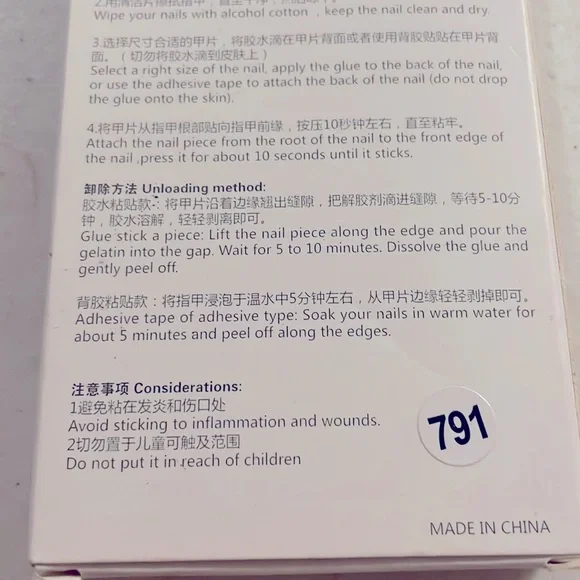 2.用清洁片擦拭指甲，直至干净
Wipe your nails with alcohol cotton ，keep the nail clean and dry.
3.选择尺寸合适的甲片，将胶水滴在甲片背面或者使用背胶贴贴在甲片背
面。（切勿将胶水滴到皮肤上）
Select a right size of the nail, apply the glue to the back of the nail,
or use the adhesive tape to attach the back of the nail (do not drop
the glue onto the skin).
4.将甲片从指甲根部贴向指甲前缘，按压10秒钟左右，直至粘牢。
Attach the nail piece from the root of the nail to the front edge of
the nail ,press it for about 10 seconds until it sticks.
卸除方法 Unloading method:
胶水粘贴款：将甲片沿着边缘翘出缝隙，把解胶剂滴进缝隙，等待5-10分
钟，胶水溶解，轻轻剥离即可。
Glue stick a piece: Lift the nail piece along the edge and pour the
gelatin into the gap. Wait for 5 to 10 minutes. Dissolve the glue and
gently peel off.
背胶粘贴款：将指甲浸泡于温水中5分钟左右，从甲片边缘轻轻剥掉即可。
Adhesive tape of adhesive type: Soak your nails in warm water for
about 5 minutes and peel off along the edges.
注意事项 Considerations:
1避免粘在发炎和伤口处
Avoid sticking to inflammation and wounds.
2切勿置于儿童可触及范围
Do not put it in reach of children
791
MADE IN CHINA